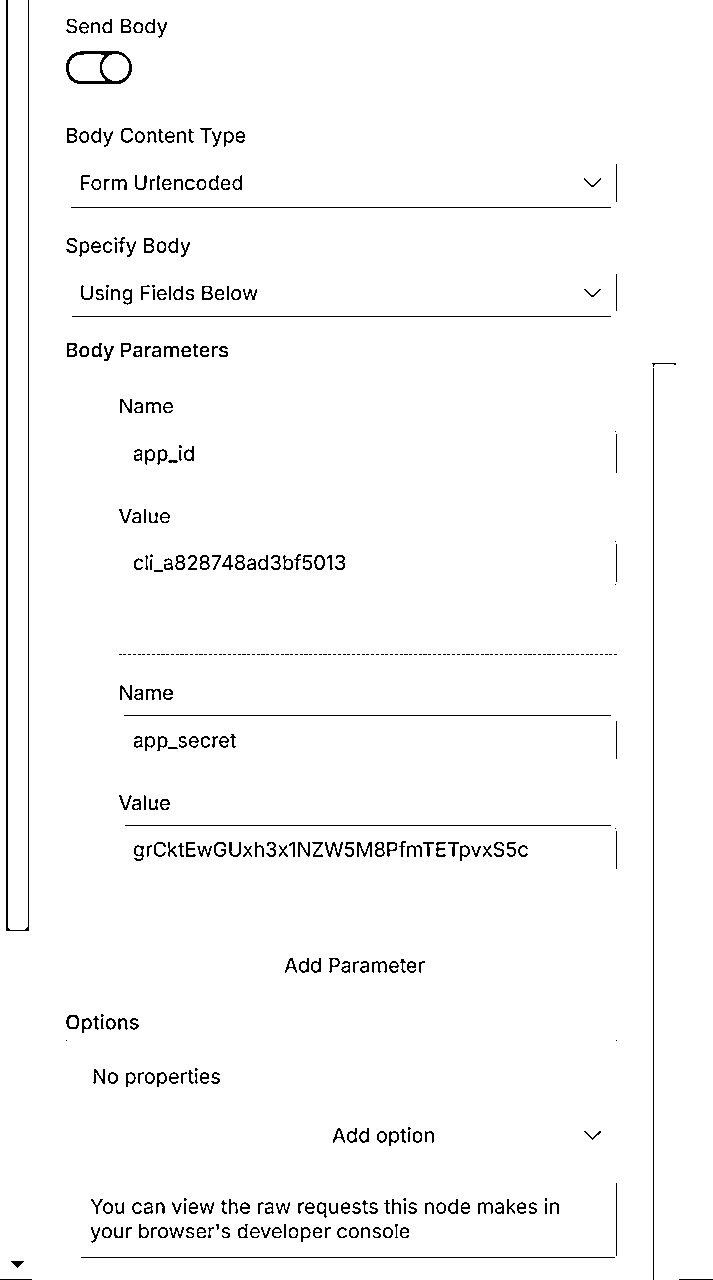 Send Body
Body Content Type
Form Urlencoded
Specify Body
Using Fields Below
Body Parameters
Name
app_id
Value
cli_a828748ad3bf5013
Name
app_secret
Value
grCktEwGUxh3x1NZW5M8PfmTETpvxS5c
Add Parameter
Options
No properties
Add option
You can view the raw requests this node makes in
your browser's developer console